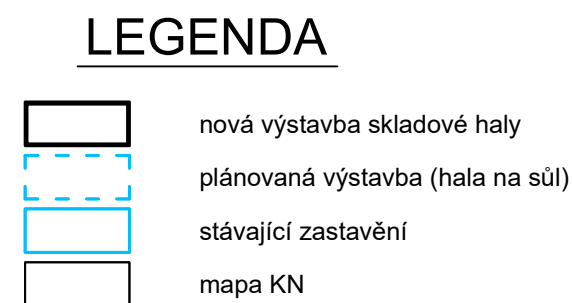 LEGENDA
nová výstavba skladové haly
plánovaná výstavba (hala na sůl)
stávající zastavění
mapa KN